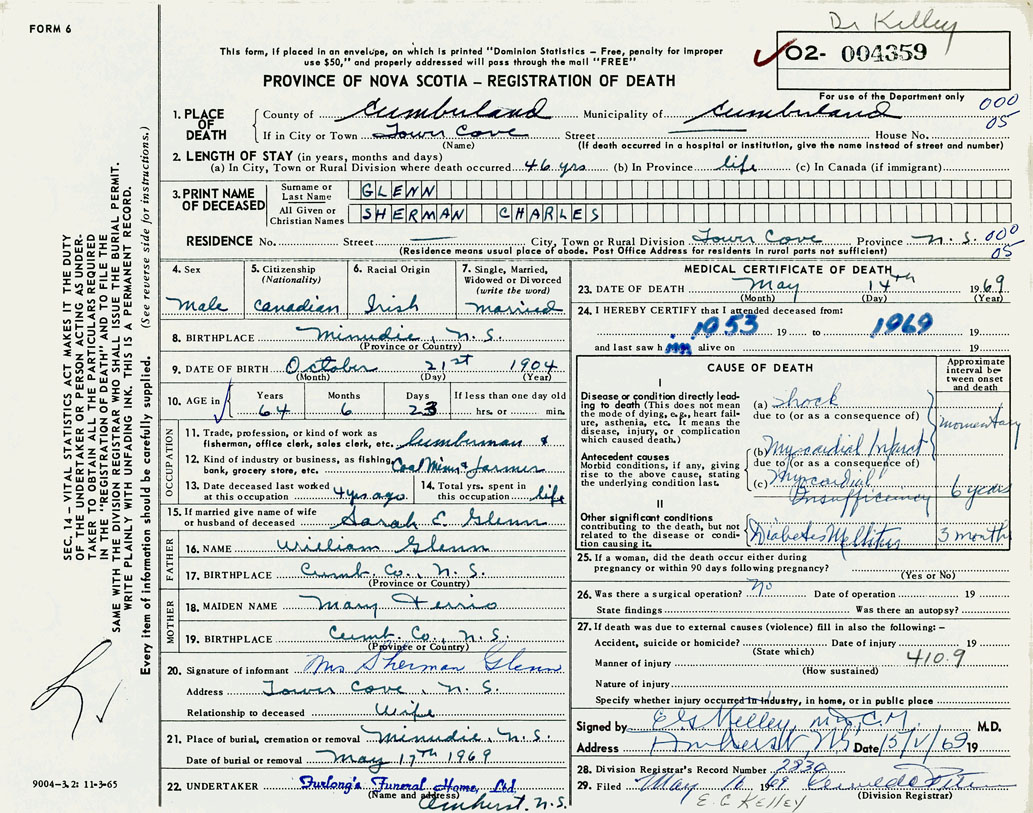 FORM 6
Dr Kelley
This form, if placed in an envelope, on which is printed "Dominion Statistics – Free, penalty for improper
use $50," and properly addressed will pass through the mail "FREE"
O2- 004359
PROVINCE OF NOVA SCOTIA – REGISTRATION OF DEATH
For use of the Department only
000
05
1. PLACE OF DEATH
County of Cumberland Municipality of Cumberland
If in City or Town Tower Cove Street House No.
(Name) (If death occurred in a hospital or institution, give the name instead of street and number)
2. LENGTH OF STAY (in years, months and days)
(a) In City, Town or Rural Division where death occurred 46 yrs (b) In Province life (c) In Canada (if immigrant)
3. PRINT NAME OF DECEASED
Surname or Last Name GLENN
All Given or Christian Names SHERMAN CHARLES
RESIDENCE No. Street City, Town or Rural Division Tower Cove Province N.S. 000
(Residence means usual place of abode. Post Office Address for residents in rural parts not sufficient) 05
SEC. 14 – VITAL STATISTICS ACT MAKES IT THE DUTY
OF THE UNDERTAKER OR PERSON ACTING AS UNDER-
TAKER TO OBTAIN ALL THE PARTICULARS REQUIRED
IN THE "REGISTRATION OF DEATH" AND TO FILE THE
SAME WITH THE DIVISION REGISTRAR WHO SHALL ISSUE THE BURIAL PERMIT.
WRITE PLAINLY WITH UNFADING INK. THIS IS A PERMANENT RECORD.
Every item of information should be carefully supplied. (See reverse side for instructions.)
4. Sex
Male
5. Citizenship
(Nationality)
Canadian
6. Racial Origin
Irish
7. Single, Married,
Widowed or Divorced
(write the word)
married
8. BIRTHPLACE Minudie, N.S.
(Province or Country)
9. DATE OF BIRTH October 21st 1904
(Month) (Day) (Year)
10. AGE in
Years Months Days If less than one day old
64 6 23 hrs. or min.
OCCUPATION
11. Trade, profession, or kind of work as
fisherman, office clerk, sales clerk, etc. Lumberman &
12. Kind of industry or business, as fishing,
bank, grocery store, etc. Coal Mine & farmer
13. Date deceased last worked
at this occupation 4 yrs ago
14. Total yrs. spent in
this occupation life
15. If married give name of wife
or husband of deceased Sarah E. Glenn
FATHER
16. NAME William Glenn
17. BIRTHPLACE Cumb. Co., N.S.
(Province or Country)
MOTHER
18. MAIDEN NAME Mary Ferrio
19. BIRTHPLACE Cumb. Co., N.S.
(Province or Country)
20. Signature of informant Mrs Sherman Glenn
Address Tower Cove, N.S.
Relationship to deceased Wife
21. Place of burial, cremation or removal Minudie, N.S.
Date of burial or removal May 17th 1969
22. UNDERTAKER Furlong's Funeral Home, Ltd
(Name and address) Amherst, N.S.
9004–3.2: 11-3-65
MEDICAL CERTIFICATE OF DEATH
23. DATE OF DEATH May 14th 1969
(Month) (Day) (Year)
24. I HEREBY CERTIFY that I attended deceased from:
1953 19 to 1969 19
and last saw h im alive on 19
CAUSE OF DEATH
Approximate
interval be-
tween onset
and death
I
Disease or condition directly lead-
ing to death (This does not
mean the mode of dying, e.g., heart failure,
asthenia, etc. It means the
disease, injury, or complication
which caused death.)
(a) Shock
due to (or as a consequence of)
momentary
Antecedent causes
Morbid conditions, if any, giving
rise to the above cause, stating
the underlying condition last.
(b) Myocardial Infarct
due to (or as a consequence of)
(c) Myocardial
Insufficency
6 years
II
Other significant conditions
contributing to the death, but not
related to the disease or condi-
tion causing it.
Diabetes Mellitus
3 months
25. If a woman, did the death occur either during
pregnancy or within 90 days following pregnancy?
(Yes or No)
26. Was there a surgical operation? No Date of operation 19
State findings Was there an autopsy?
27. If death was due to external causes (violence) fill in also the following: –
Accident, suicide or homicide? Date of injury 19
(State which)
Manner of injury 410.9
(How sustained)
Nature of injury
Specify whether injury occurred in industry, in home, or in public place
Signed by E G Kelley, M.D., C.M. M.D.
Address Amherst, N.S. Date 15/V/69 19
28. Division Registrar's Record Number 2830
29. Filed May 1969
(Division Registrar)
E. G KELLEY